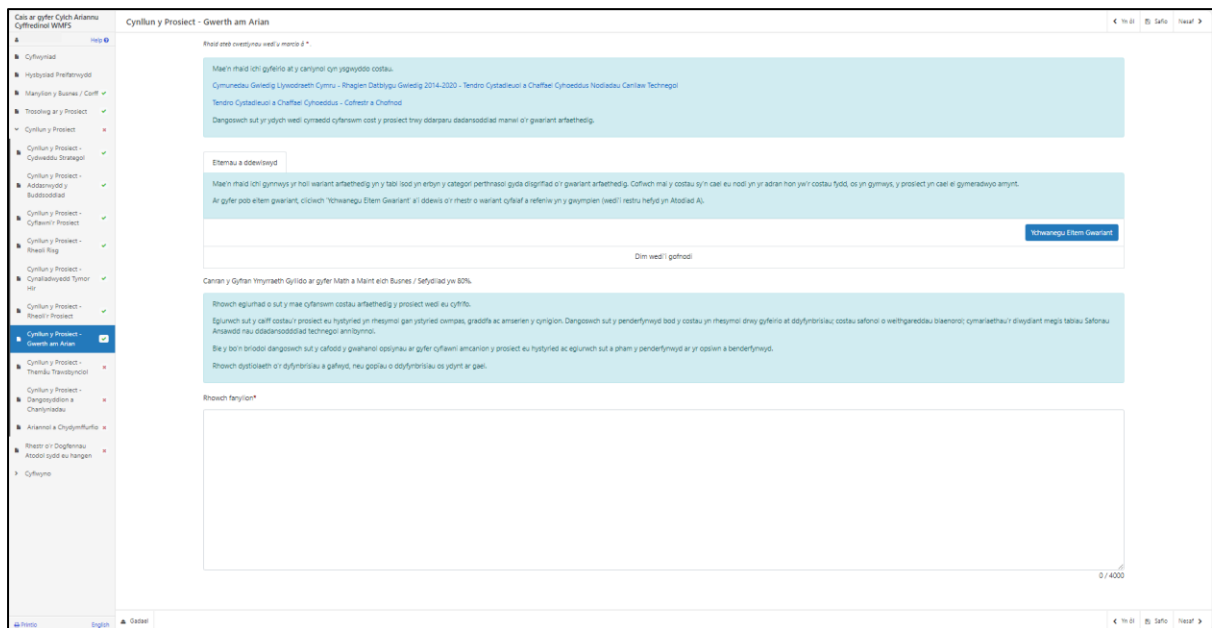 Cais ar gyfer Cylch Ariannu
Cyffredinol WMFS
Help
Cyflwyniad
Hysbysiad Preifatrwydd
Manylion y Busnes / Corff
Trosolwg ar y Prosiect
Cynllun y Prosiect
Cynllun y Prosiect -
Cydweddu Strategol
Cynllun y Prosiect -
Addasrwydd y
Buddsoddiad
Cynllun y Prosiect -
Cyflawni'r Prosiect
Cynllun y Prosiect -
Rheoli Risg
Cynllun y Prosiect -
Cynaliadwyedd Tymor
Hir
Cynllun y Prosiect -
Rheoli'r Prosiect
Cynllun y Prosiect -
Gwerth am Arian
Cynllun y Prosiect -
Themâu Trawsbynciol
Cynllun y Prosiect -
Dangosyddion a
Chanlyniadau
Ariannol a Chydymffurfio
Rhestr o'r Dogfennau
Atodol sydd eu hangen
Cyflwyno
Printio
English
Cynllun y Prosiect - Gwerth am Arian
Yn ôl
Safio
Nesaf
Rhaid ateb cwestiynau wedi'u marcio â *.
Mae'n rhaid ichi gyfeirio at y canlynol cyn ysgwyddo costau.
Cymunedau Gwledig Llywodraeth Cymru - Rhaglen Datblygu Gwledig 2014-2020 - Tendro Cystadleuol a Chaffael Cyhoeddus Nodiadau Canllaw Technegol
Tendro Cystadleuol a Chaffael Cyhoeddus - Cofrestr a Chofnod
Dangoswch sut yr ydych wedi cyrraedd cyfanswm cost y prosiect trwy ddarparu dadansoddiad manwl o'r gwariant arfaethedig.
Eitemau a ddewiswyd
Mae'n rhaid ichi gynnwys yr holl wariant arfaethedig yn y tabl isod yn erbyn y categori perthnasol gyda disgrifiad o'r gwariant arfaethedig. Cofiwch mai y costau sy'n cael eu nodi yn yr adran hon yw'r costau fydd, os yn gymwys, y prosiect yn cael ei gymeradwyo arnynt.
Ar gyfer pob eitem gwariant, cliciwch 'Ychwanegu Eitem Gwariant' a'i ddewis o'r rhestr o wariant cyfalaf a refeniw yn y gwymplen (wedi'i restru hefyd yn Atodiad A).
Ychwanegu Eitem Gwariant
Dim wedi'i gofnodi
Canran y Gyfran Ymyrraeth Gyllido ar gyfer Math a Maint eich Busnes / Sefydliad yw 80%.
Rhowch eglurhad o sut y mae cyfanswm costau arfaethedig y prosiect wedi eu cyfrifo.
Eglurwch sut y caiff costau'r prosiect eu hystyried yn rhesymol gan ystyried cwmpas, graddfa ac amserlen y cynigion. Dangoswch sut y penderfynwyd bod y costau yn rhesymol drwy gyfeirio at ddyfynbrisiau; costau safonol o weithgareddau blaenorol; cymariaethau'r diwydiant megis tablau Safonau
Ansawdd nau ddadansodddiad technegol annibynnol.
Ble y bo'n briodol dangoswch sut y cafodd y gwahanol opsiynau ar gyfer cyflawni amcanion y prosiect eu hystyried ac eglurwch sut a pham y penderfynwyd ar yr opsiwn a benderfynwyd.
Rhowch dystiolaeth o'r dyfynbrisiau a gafwyd, neu gopïau o ddyfynbrisiau os ydynt ar gael.
Rhowch fanylion*
0 / 4000
Gadael
Yn ôl
Safio
Nesaf